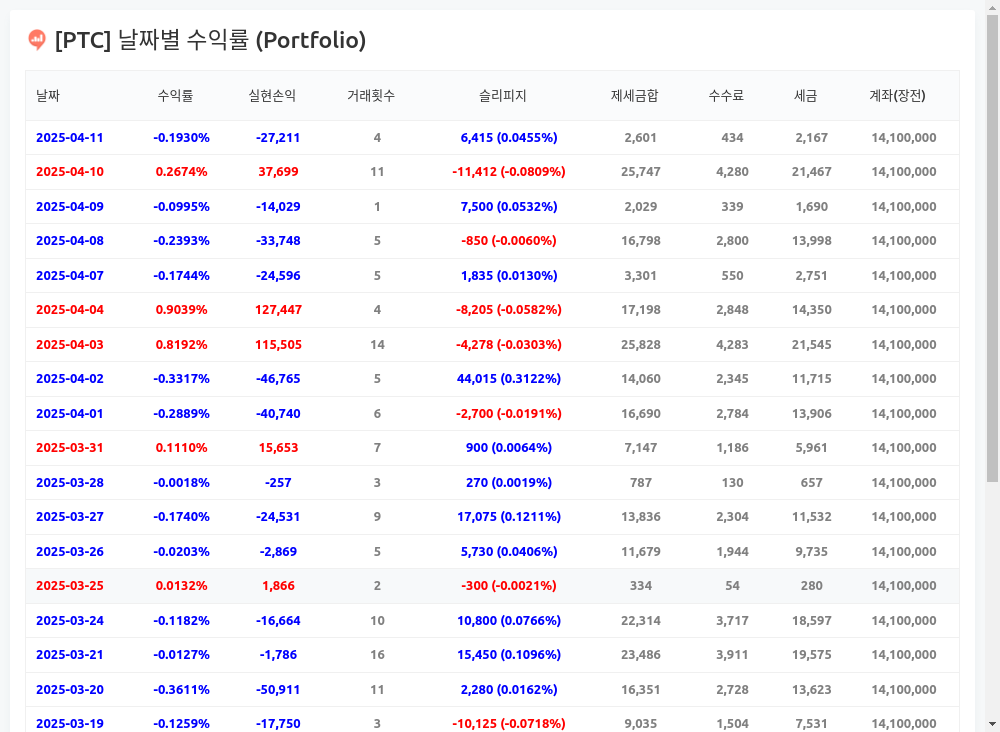 [PTC] 날짜별 수익률 (Portfolio)
날짜 수익률 실현손익 거래횟수 슬리피지 제세금합 수수료 세금 계좌(장전)
2025-04-11 -0.1930% -27,211 4 6,415 (0.0455%) 2,601 434 2,167 14,100,000
2025-04-10 0.2674% 37,699 11 -11,412 (-0.0809%) 25,747 4,280 21,467 14,100,000
2025-04-09 -0.0995% -14,029 1 7,500 (0.0532%) 2,029 339 1,690 14,100,000
2025-04-08 -0.2393% -33,748 5 -850 (-0.0060%) 16,798 2,800 13,998 14,100,000
2025-04-07 -0.1744% -24,596 5 1,835 (0.0130%) 3,301 550 2,751 14,100,000
2025-04-04 0.9039% 127,447 4 -8,205 (-0.0582%) 17,198 2,848 14,350 14,100,000
2025-04-03 0.8192% 115,505 14 -4,278 (-0.0303%) 25,828 4,283 21,545 14,100,000
2025-04-02 -0.3317% -46,765 5 44,015 (0.3122%) 14,060 2,345 11,715 14,100,000
2025-04-01 -0.2889% -40,740 6 -2,700 (-0.0191%) 16,690 2,784 13,906 14,100,000
2025-03-31 0.1110% 15,653 7 900 (0.0064%) 7,147 1,186 5,961 14,100,000
2025-03-28 -0.0018% -257 3 270 (0.0019%) 787 130 657 14,100,000
2025-03-27 -0.1740% -24,531 9 17,075 (0.1211%) 13,836 2,304 11,532 14,100,000
2025-03-26 -0.0203% -2,869 5 5,730 (0.0406%) 11,679 1,944 9,735 14,100,000
2025-03-25 0.0132% 1,866 2 -300 (-0.0021%) 334 54 280 14,100,000
2025-03-24 -0.1182% -16,664 10 10,800 (0.0766%) 22,314 3,717 18,597 14,100,000
2025-03-21 -0.0127% -1,786 16 15,450 (0.1096%) 23,486 3,911 19,575 14,100,000
2025-03-20 -0.3611% -50,911 11 2,280 (0.0162%) 16,351 2,728 13,623 14,100,000
2025-03-19 -0.1259% -17,750 3 -10,125 (-0.0718%) 9,035 1,504 7,531 14,100,000